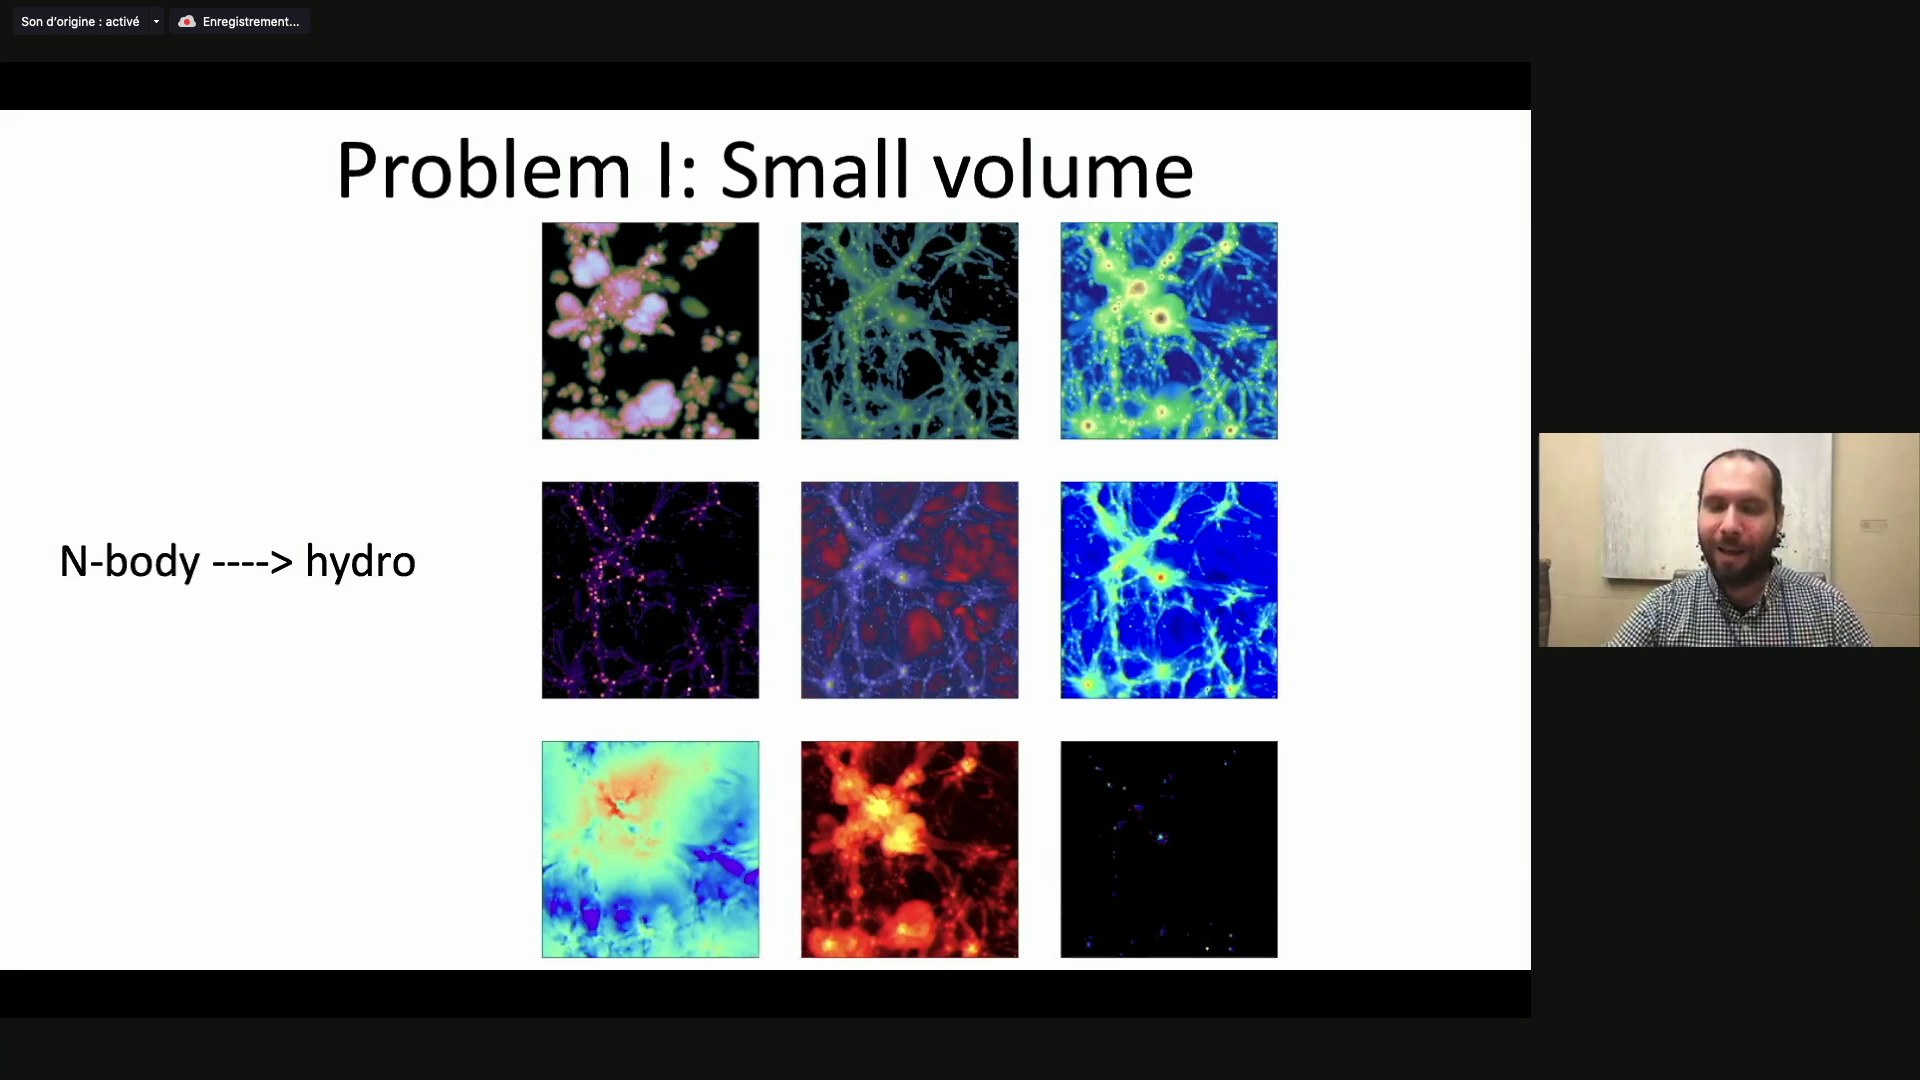 Son d'origine : activé
Enregistrement...
Problem I: Small volume
N-body ----> hydro